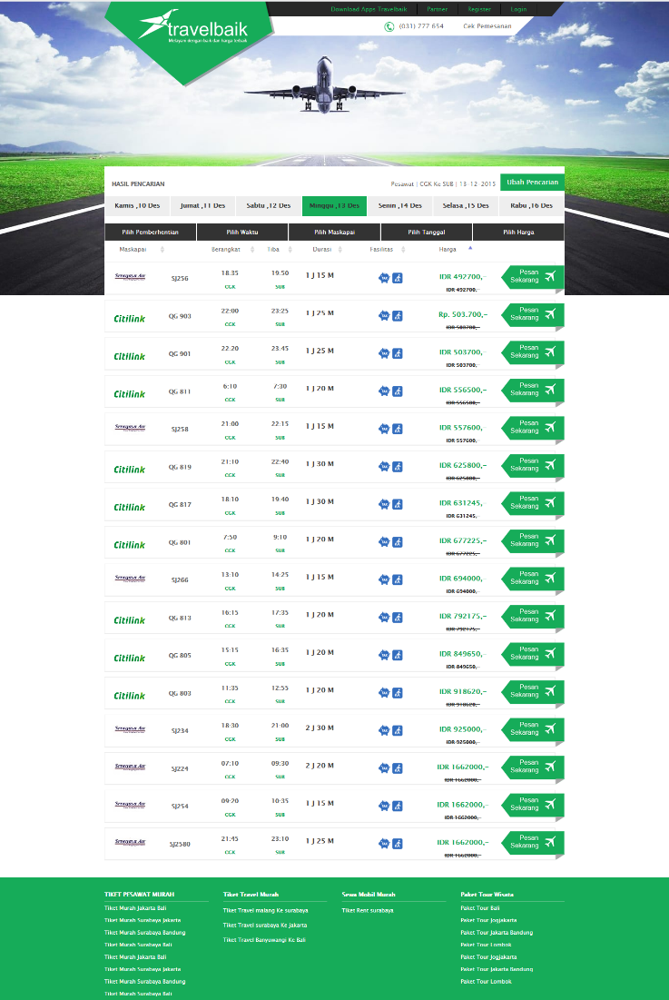 Download Apps Travelbaik Partner Register Login
travelbaik
Melayani dengan baik dan harga terbaik
(031) 777 654 Cek Pemesanan
HASIL PENCARIAN Pesawat | CGK Ke SUB | 13-12-2015 Ubah Pencarian
Kamis ,10 Des Jumat ,11 Des Sabtu ,12 Des Minggu ,13 Des Senin ,14 Des Selasa ,15 Des Rabu ,16 Des
Pilih Pemberhentian Pilih Waktu Pilih Maskapai Pilih Tanggal Pilih Harga
Maskapai Berangkat Tiba Durasi Fasilitas Harga
Sriwijaya Air SJ256 18:35 19:50 1 J 15 M TAX IDR 492700,- Pesan
CGK SUB IDR 492700,- Sekarang
Citilink QG 903 22:00 23:25 1 J 25 M TAX Rp. 503.700,- Pesan
CGK SUB IDR 503700,- Sekarang
Citilink QG 901 22.20 23:45 1 J 25 M TAX IDR 503700,- Pesan
CGK SUB IDR 503700,- Sekarang
Citilink QG 811 6:10 7:30 1 J 20 M TAX IDR 556500,- Pesan
CGK SUB IDR 556500,- Sekarang
Sriwijaya Air SJ258 21:00 22:15 1 J 15 M TAX IDR 557600,- Pesan
CGK SUB IDR 557600,- Sekarang
Citilink QG 819 21:10 22:40 1 J 30 M TAX IDR 625800,- Pesan
CGK SUB IDR 625800,- Sekarang
Citilink QG 817 18:10 19:40 1 J 30 M TAX IDR 631245,- Pesan
CGK SUB IDR 631245,- Sekarang
Citilink QG 801 7:50 9:10 1 J 20 M TAX IDR 677225,- Pesan
CGK SUB IDR 677225,- Sekarang
Sriwijaya Air SJ266 13:10 14:25 1 J 15 M TAX IDR 694000,- Pesan
CGK SUB IDR 694000,- Sekarang
Citilink QG 813 16:15 17:35 1 J 20 M TAX IDR 792175,- Pesan
CGK SUB IDR 792175,- Sekarang
Citilink QG 805 15:15 16:35 1 J 20 M TAX IDR 849650,- Pesan
CGK SUB IDR 849650,- Sekarang
Citilink QG 803 11:35 12:55 1 J 20 M TAX IDR 918620,- Pesan
CGK SUB IDR 918620,- Sekarang
Sriwijaya Air SJ234 18:30 21:00 2 J 30 M TAX IDR 925000,- Pesan
CGK SUB IDR 925000,- Sekarang
Sriwijaya Air SJ224 07:10 09:30 2 J 20 M TAX IDR 1662000,- Pesan
CGK SUB IDR 1662000,- Sekarang
Sriwijaya Air SJ254 09:20 10:35 1 J 15 M TAX IDR 1662000,- Pesan
CGK SUB IDR 1662000,- Sekarang
Sriwijaya Air SJ2580 21:45 23:10 1 J 25 M TAX IDR 1662000,- Pesan
CGK SUB IDR 1662000,- Sekarang
TIKET PESAWAT MURAH Tiket Travel Murah Sewa Mobil Murah Paket Tour Wisata
Tiket Murah Jakarta Bali Tiket Travel malang Ke surabaya Tiket Rent surabaya Paket Tour Bali
Tiket Murah Surabaya Jakarta Tiket Travel surabaya Ke jakarta Paket Tour Jogjakarta
Tiket Murah Surabaya Bandung Tiket Travel Banyuwangi Ke Bali Paket Tour Jakarta Bandung
Tiket Murah Surabaya Bali Paket Tour Lombok
Tiket Murah Jakarta Bali Paket Tour Jogjakarta
Tiket Murah Surabaya Jakarta Paket Tour Jakarta Bandung
Tiket Murah Surabaya Bandung Paket Tour Lombok
Tiket Murah Surabaya Bali